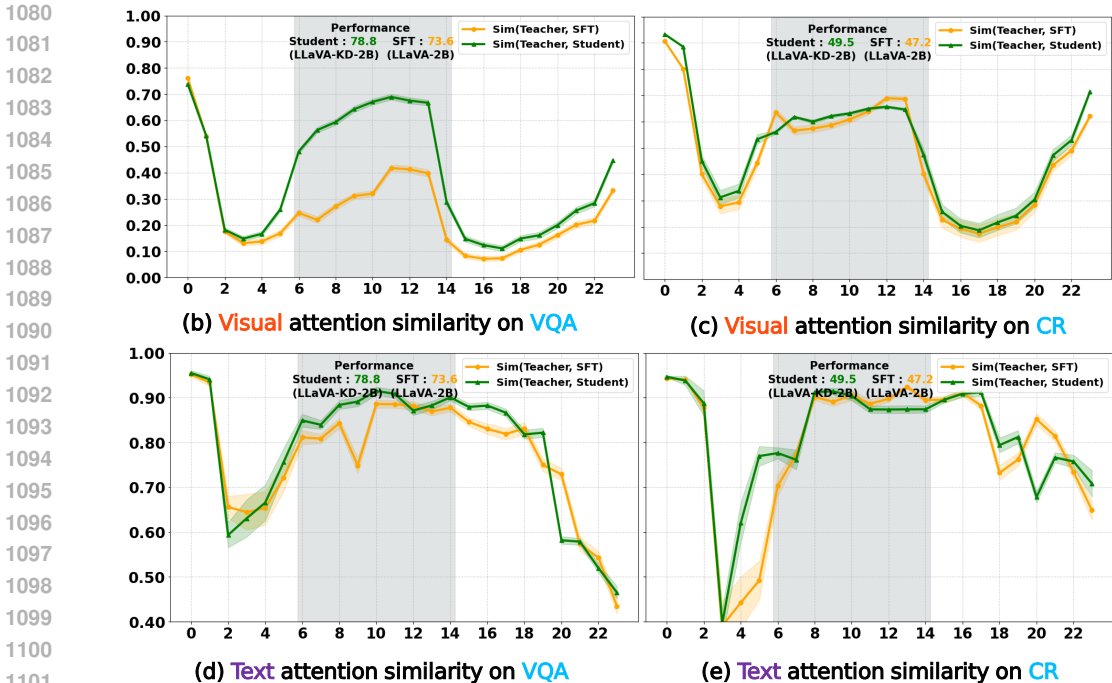 1080
1081
1082
1083
1084
1085
1086
1087
1088
1089
1090
1091
1092
1093
1094
1095
1096
1097
1098
1099
1100
1101
1.00
0.90
0.80
0.70
0.60
0.50
0.40
0.30
0.20
0.10
0.00
0 2 4 6 8 10 12 14 16 18 20 22
Performance
Student : 78.8 SFT : 73.6
(LLaVA-KD-2B) (LLaVA-2B)
Sim(Teacher, SFT)
Sim(Teacher, Student)
(b) Visual attention similarity on VQA
0 2 4 6 8 10 12 14 16 18 20 22
Performance
Student : 49.5 SFT : 47.2
(LLaVA-KD-2B) (LLaVA-2B)
Sim(Teacher, SFT)
Sim(Teacher, Student)
(c) Visual attention similarity on CR
1.00
0.90
0.80
0.70
0.60
0.50
0.40
0 2 4 6 8 10 12 14 16 18 20 22
Performance
Student : 78.8 SFT : 73.6
(LLaVA-KD-2B) (LLaVA-2B)
Sim(Teacher, SFT)
Sim(Teacher, Student)
(d) Text attention similarity on VQA
0 2 4 6 8 10 12 14 16 18 20 22
Performance
Student : 49.5 SFT : 47.2
(LLaVA-KD-2B) (LLaVA-2B)
Sim(Teacher, SFT)
Sim(Teacher, Student)
(e) Text attention similarity on CR